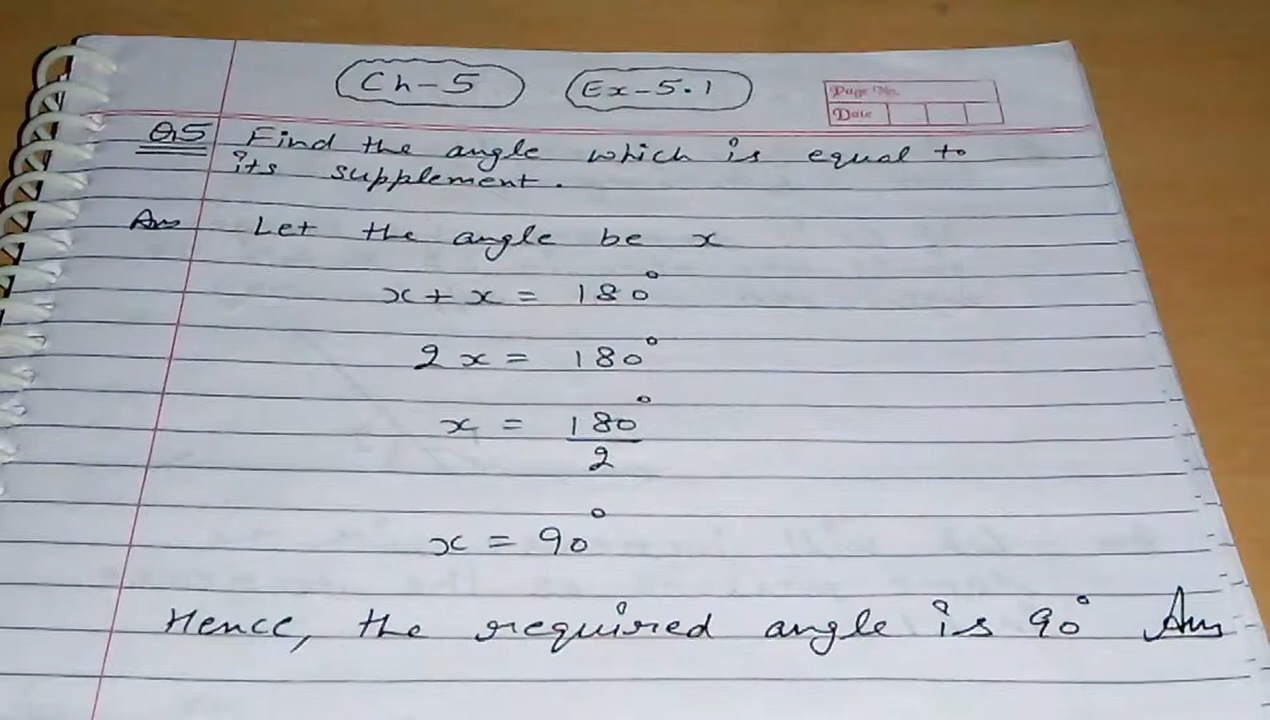 Ch-5 Ex-5.1
Page No.
Date
Q.5 Find the angle which is equal to
its supplement.
Ans Let the angle be x
x + x = 180°
2x = 180°
x = 180°
2
x = 90°
Hence, the required angle is 90° Ans